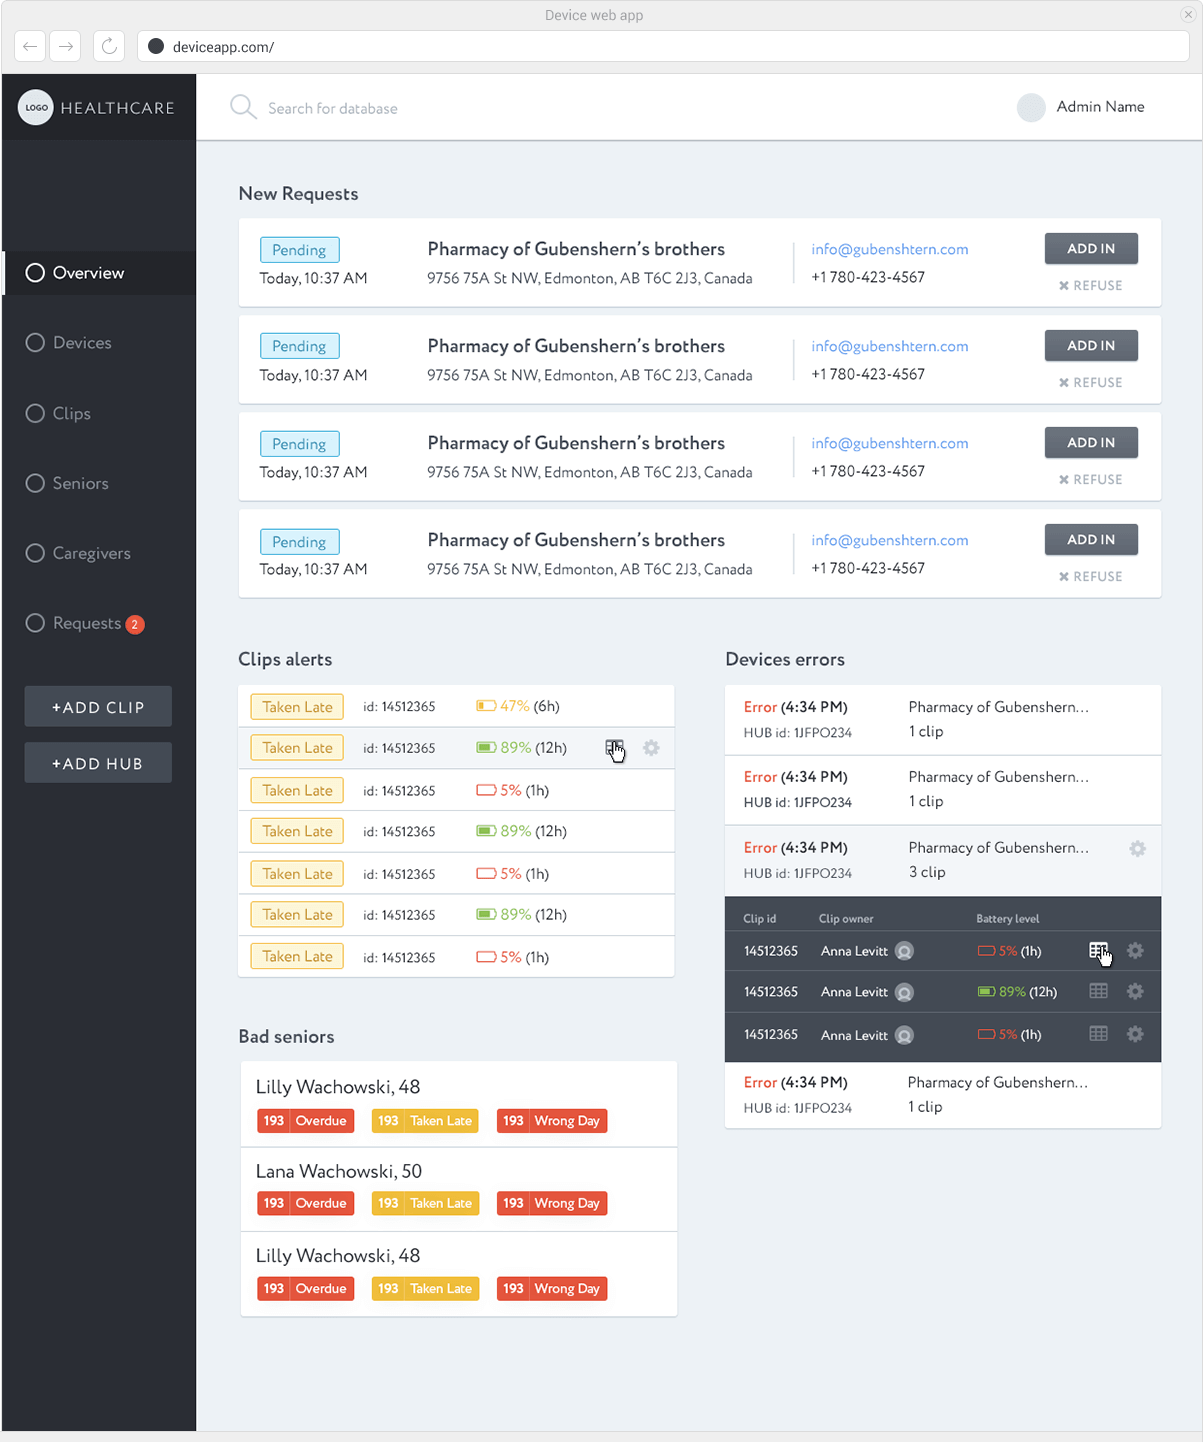 Device web app
deviceapp.com/
LOGO HEALTHCARE
Search for database
Admin Name
Overview
Devices
Clips
Seniors
Caregivers
Requests 2
+ADD CLIP
+ADD HUB
New Requests
Pending Pharmacy of Gubenshern's brothers info@gubenshtern.com ADD IN
Today, 10:37 AM 9756 75A St NW, Edmonton, AB T6C 2J3, Canada +1 780-423-4567 REFUSE
Pending Pharmacy of Gubenshern's brothers info@gubenshtern.com ADD IN
Today, 10:37 AM 9756 75A St NW, Edmonton, AB T6C 2J3, Canada +1 780-423-4567 REFUSE
Pending Pharmacy of Gubenshern's brothers info@gubenshtern.com ADD IN
Today, 10:37 AM 9756 75A St NW, Edmonton, AB T6C 2J3, Canada +1 780-423-4567 REFUSE
Pending Pharmacy of Gubenshern's brothers info@gubenshtern.com ADD IN
Today, 10:37 AM 9756 75A St NW, Edmonton, AB T6C 2J3, Canada +1 780-423-4567 REFUSE
Clips alerts
Taken Late id: 14512365 47% (6h)
Taken Late id: 14512365 89% (12h)
Taken Late id: 14512365 5% (1h)
Taken Late id: 14512365 89% (12h)
Taken Late id: 14512365 5% (1h)
Taken Late id: 14512365 89% (12h)
Taken Late id: 14512365 5% (1h)
Bad seniors
Lilly Wachowski, 48
193 Overdue 193 Taken Late 193 Wrong Day
Lana Wachowski, 50
193 Overdue 193 Taken Late 193 Wrong Day
Lilly Wachowski, 48
193 Overdue 193 Taken Late 193 Wrong Day
Devices errors
Error (4:34 PM) Pharmacy of Gubenshern...
HUB id: 1JFPO234 1 clip
Error (4:34 PM) Pharmacy of Gubenshern...
HUB id: 1JFPO234 1 clip
Error (4:34 PM) Pharmacy of Gubenshern...
HUB id: 1JFPO234 3 clip
Clip id Clip owner Battery level
14512365 Anna Levitt 5% (1h)
14512365 Anna Levitt 89% (12h)
14512365 Anna Levitt 5% (1h)
Error (4:34 PM) Pharmacy of Gubenshern...
HUB id: 1JFPO234 1 clip